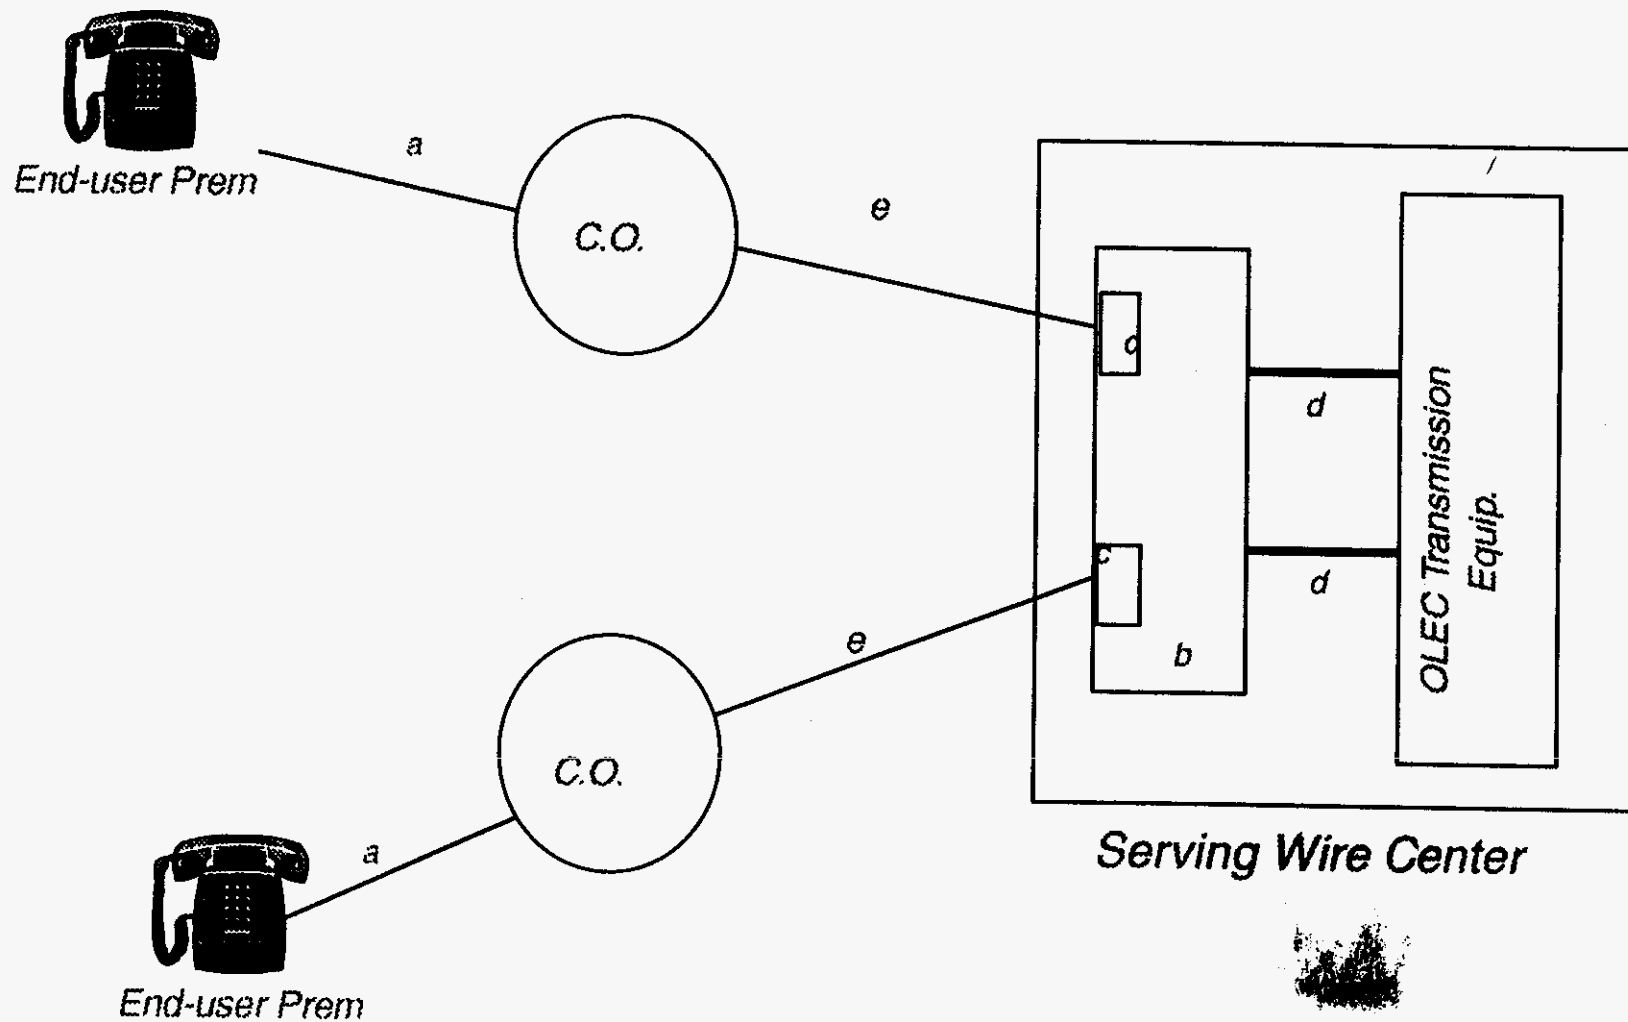 End-user Prem
a
C.O.
e
c
d
d
b
OLEC Transmission
Equip.
c
e
C.O.
a
End-user Prem
Serving Wire Center